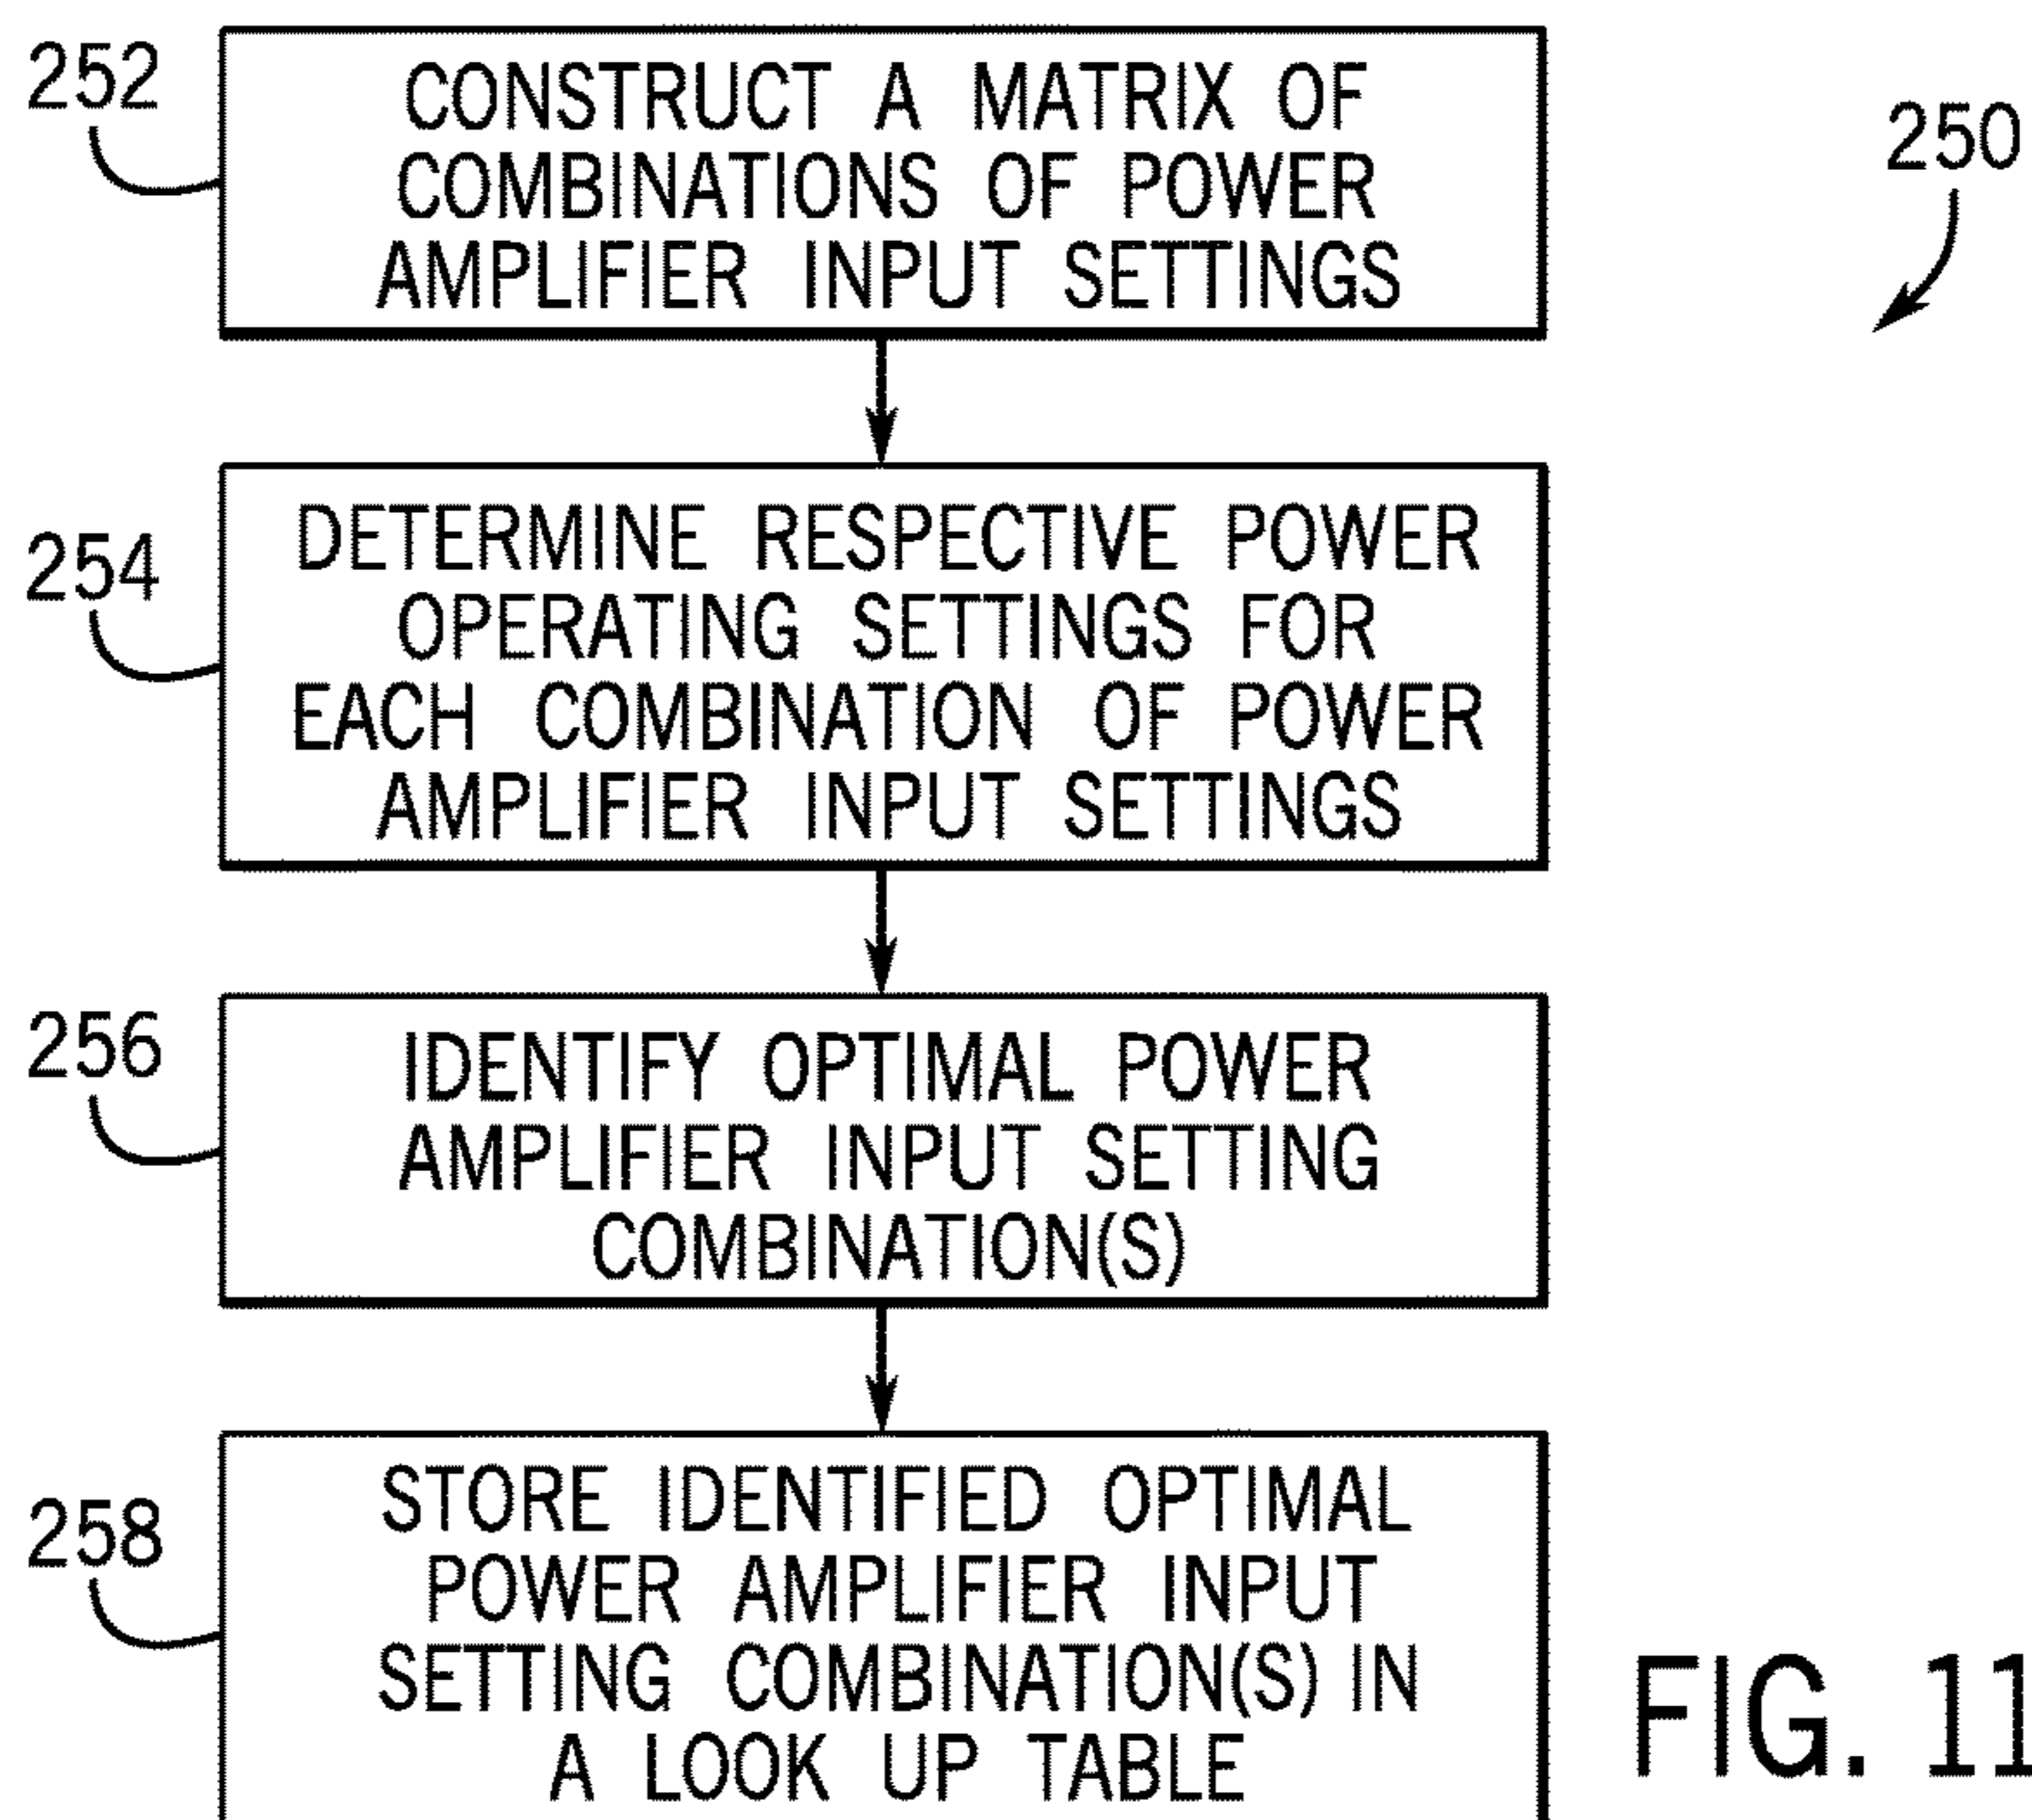 252
CONSTRUCT A MATRIX OF
COMBINATIONS OF POWER
AMPLIFIER INPUT SETTINGS
250
254
DETERMINE RESPECTIVE POWER
OPERATING SETTINGS FOR
EACH COMBINATION OF POWER
AMPLIFIER INPUT SETTINGS
256
IDENTIFY OPTIMAL POWER
AMPLIFIER INPUT SETTING
COMBINATION(S)
258
STORE IDENTIFIED OPTIMAL
POWER AMPLIFIER INPUT
SETTING COMBINATION(S) IN
A LOOK UP TABLE
FIG. 11